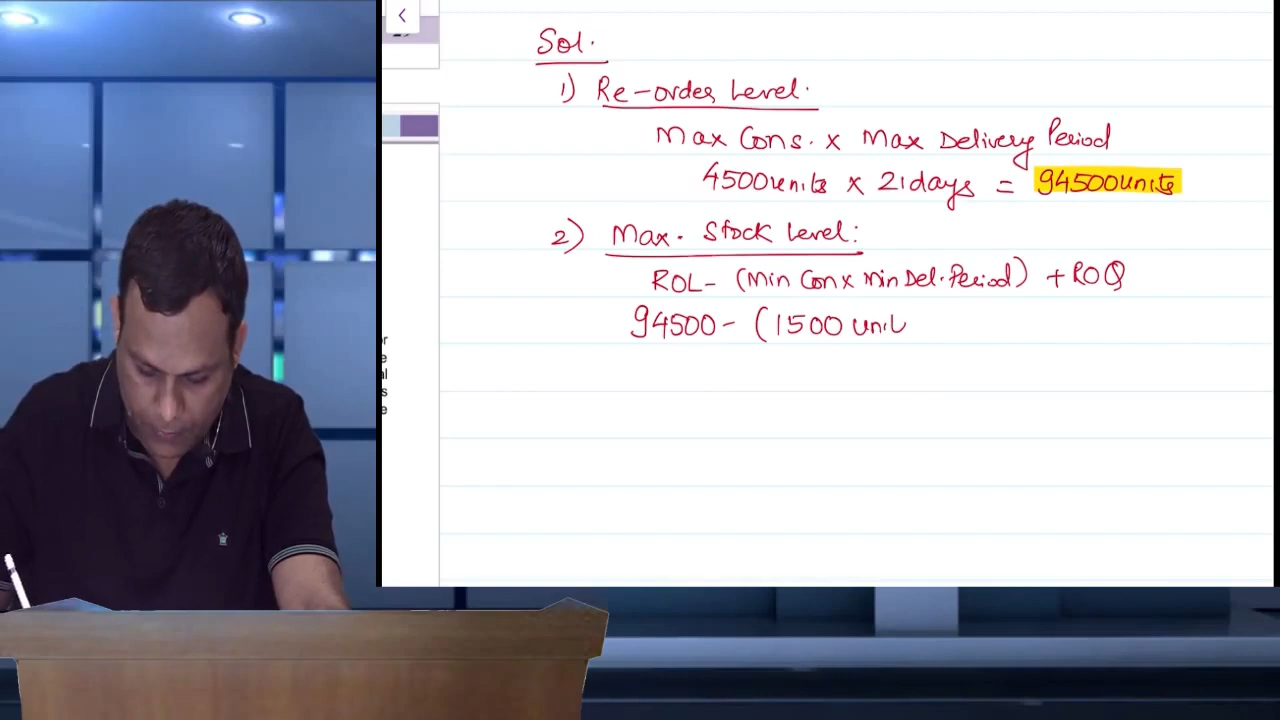 Sol.
1) Re-order Level.
Max Cons. x Max Delivery Period
4500units x 21days = 94500units
2) Max. Stock Level:
ROL- (Min Con x Min Del. Period) + ROQ
94500 - (1500 unit